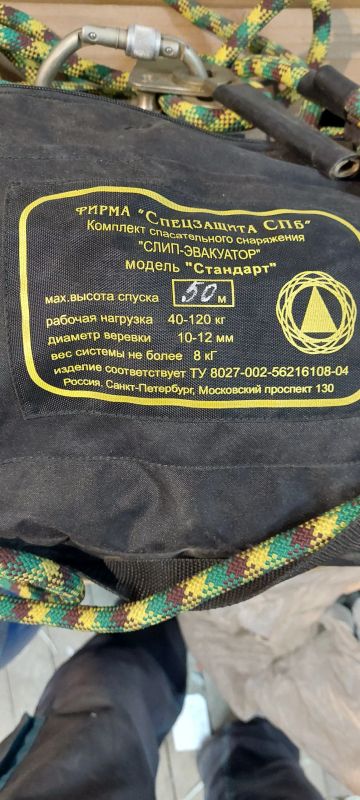 ФИРМА "СПЕЦЗАЩИТА СПб"
Комплект спасательного снаряжения
"СЛИП-ЭВАКУАТОР"
модель "Стандарт"
мах.высота спуска 50 м
рабочая нагрузка 40-120 кг
диаметр веревки 10-12 мм
вес системы не более 8 кГ
изделие соответствует ТУ 8027-002-56216108-04
Россия, Санкт-Петербург, Московский проспект 130